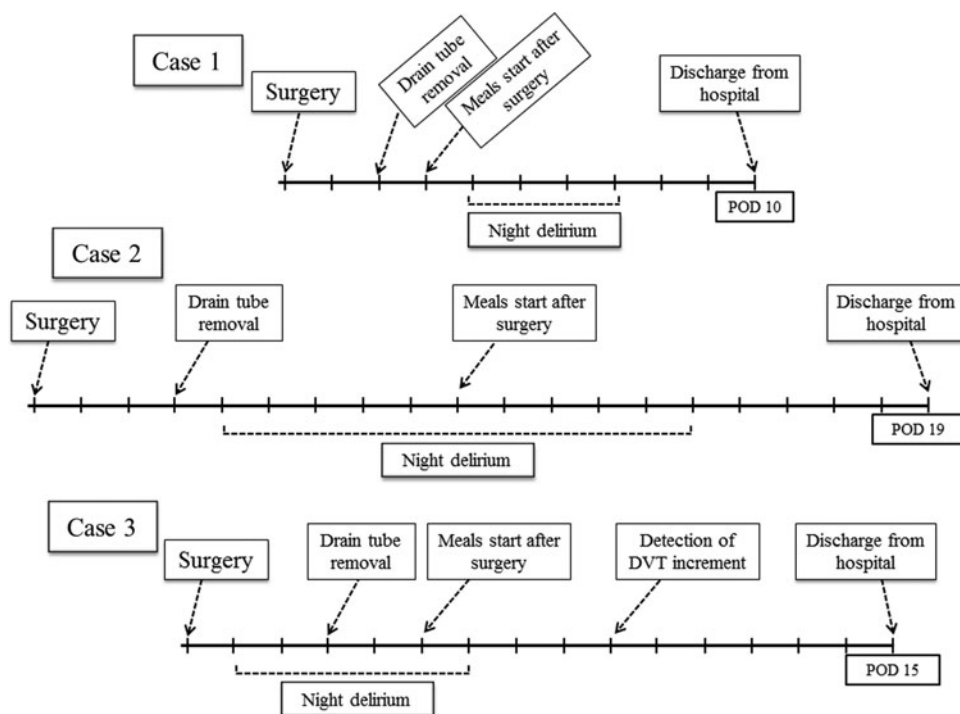 Case 1
Surgery
Drain tube
removal
Meals start after
surgery
Discharge from
hospital
POD 10
Night delirium
Case 2
Surgery
Drain tube
removal
Meals start after
surgery
Discharge from
hospital
POD 19
Night delirium
Case 3
Surgery
Drain tube
removal
Meals start after
surgery
Detection of
DVT increment
Discharge from
hospital
POD 15
Night delirium